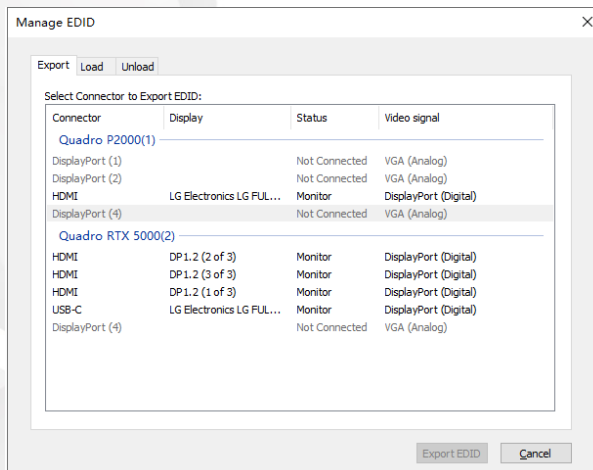 Manage EDID
Export Load Unload
Select Connector to Export EDID:
Connector Display Status Video signal
Quadro P2000(1)
DisplayPort (1) Not Connected VGA (Analog)
DisplayPort (2) Not Connected VGA (Analog)
HDMI LG Electronics LG FUL... Monitor DisplayPort (Digital)
DisplayPort (4) Not Connected VGA (Analog)
Quadro RTX 5000(2)
HDMI DP1.2 (2 of 3) Monitor DisplayPort (Digital)
HDMI DP1.2 (3 of 3) Monitor DisplayPort (Digital)
HDMI DP1.2 (1 of 3) Monitor DisplayPort (Digital)
USB-C LG Electronics LG FUL... Monitor DisplayPort (Digital)
DisplayPort (4) Not Connected VGA (Analog)
Export EDID Cancel